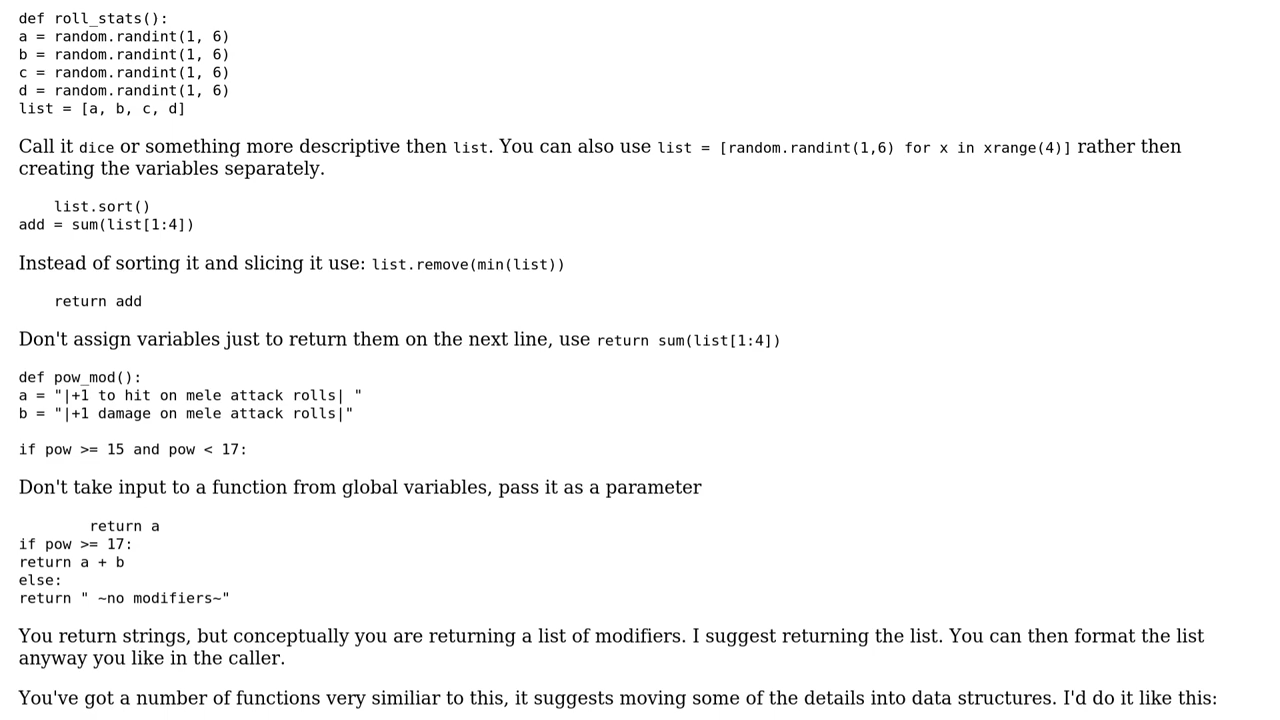 def roll_stats():
a = random.randint(1, 6)
b = random.randint(1, 6)
c = random.randint(1, 6)
d = random.randint(1, 6)
list = [a, b, c, d]
Call it dice or something more descriptive then list. You can also use list = [random.randint(1,6) for x in xrange(4)] rather then
creating the variables separately.
    list.sort()
add = sum(list[1:4])
Instead of sorting it and slicing it use: list.remove(min(list))
    return add
Don't assign variables just to return them on the next line, use return sum(list[1:4])
def pow_mod():
a = "|+1 to hit on mele attack rolls| "
b = "|+1 damage on mele attack rolls|"
if pow >= 15 and pow < 17:
Don't take input to a function from global variables, pass it as a parameter
        return a
if pow >= 17:
return a + b
else:
return " ~no modifiers~"
You return strings, but conceptually you are returning a list of modifiers. I suggest returning the list. You can then format the list
anyway you like in the caller.
You've got a number of functions very similiar to this, it suggests moving some of the details into data structures. I'd do it like this: